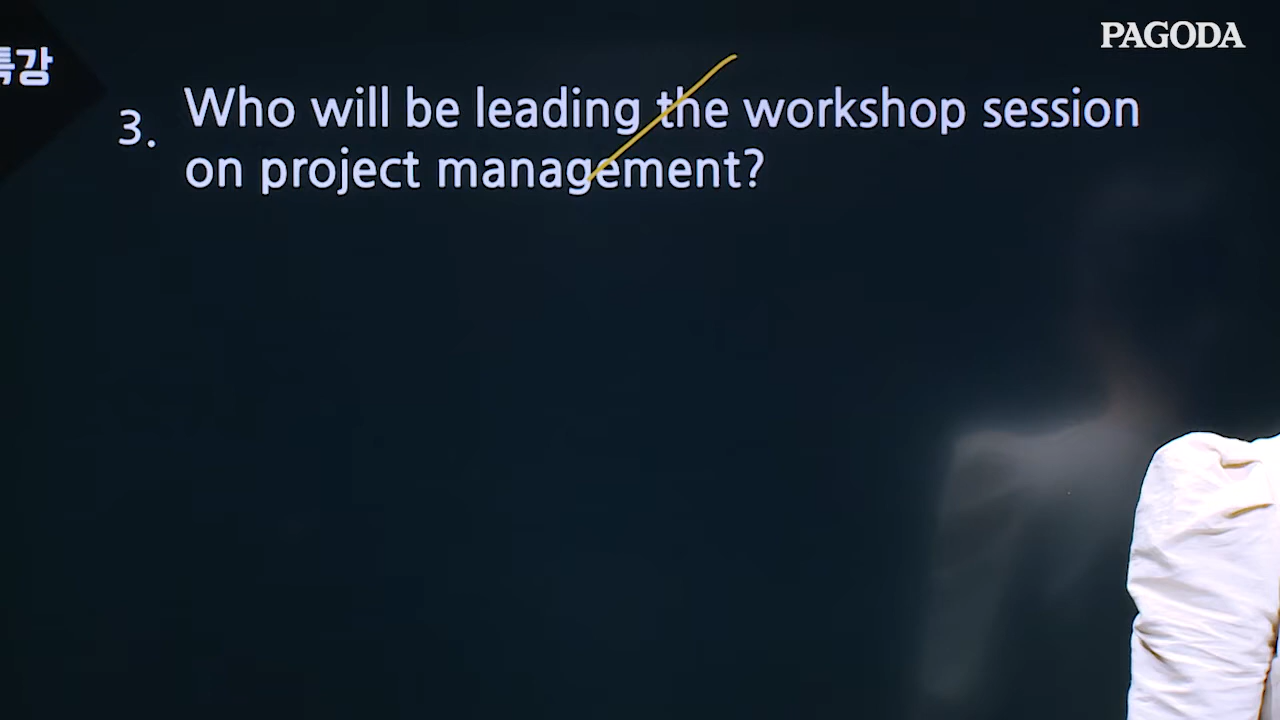 PAGODA
특강
3. Who will be leading the workshop session
on project management?